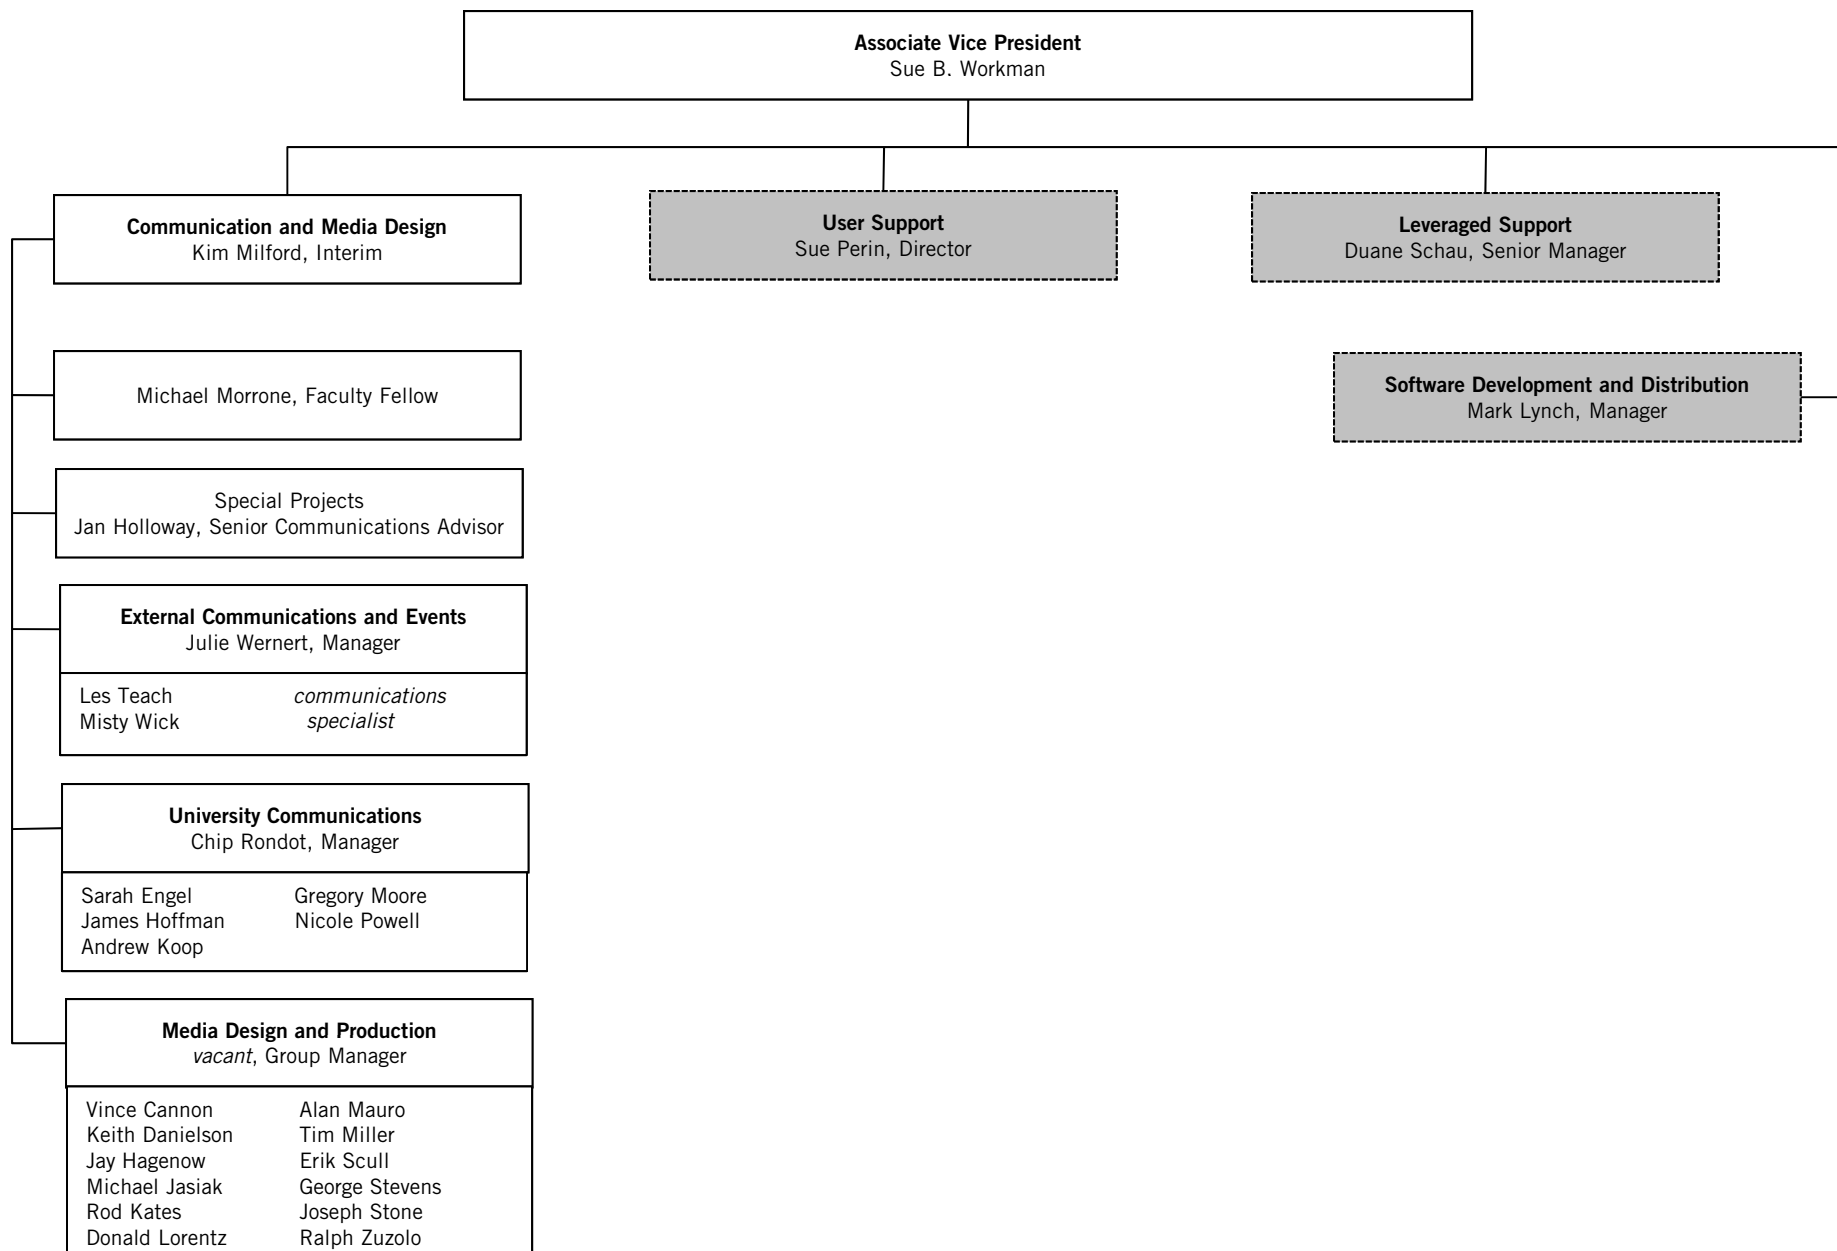 Associate Vice President
Sue B. Workman
Communication and Media Design
Kim Milford, Interim
User Support
Sue Perin, Director
Leveraged Support
Duane Schau, Senior Manager
Michael Morrone, Faculty Fellow
Software Development and Distribution
Mark Lynch, Manager
Special Projects
Jan Holloway, Senior Communications Advisor
External Communications and Events
Julie Wernert, Manager
Les Teach
Misty Wick
communications
specialist
University Communications
Chip Rondot, Manager
Sarah Engel
James Hoffman
Andrew Koop
Gregory Moore
Nicole Powell
Media Design and Production
vacant, Group Manager
Vince Cannon
Keith Danielson
Jay Hagenow
Michael Jasiak
Rod Kates
Donald Lorentz
Alan Mauro
Tim Miller
Erik Scull
George Stevens
Joseph Stone
Ralph Zuzolo